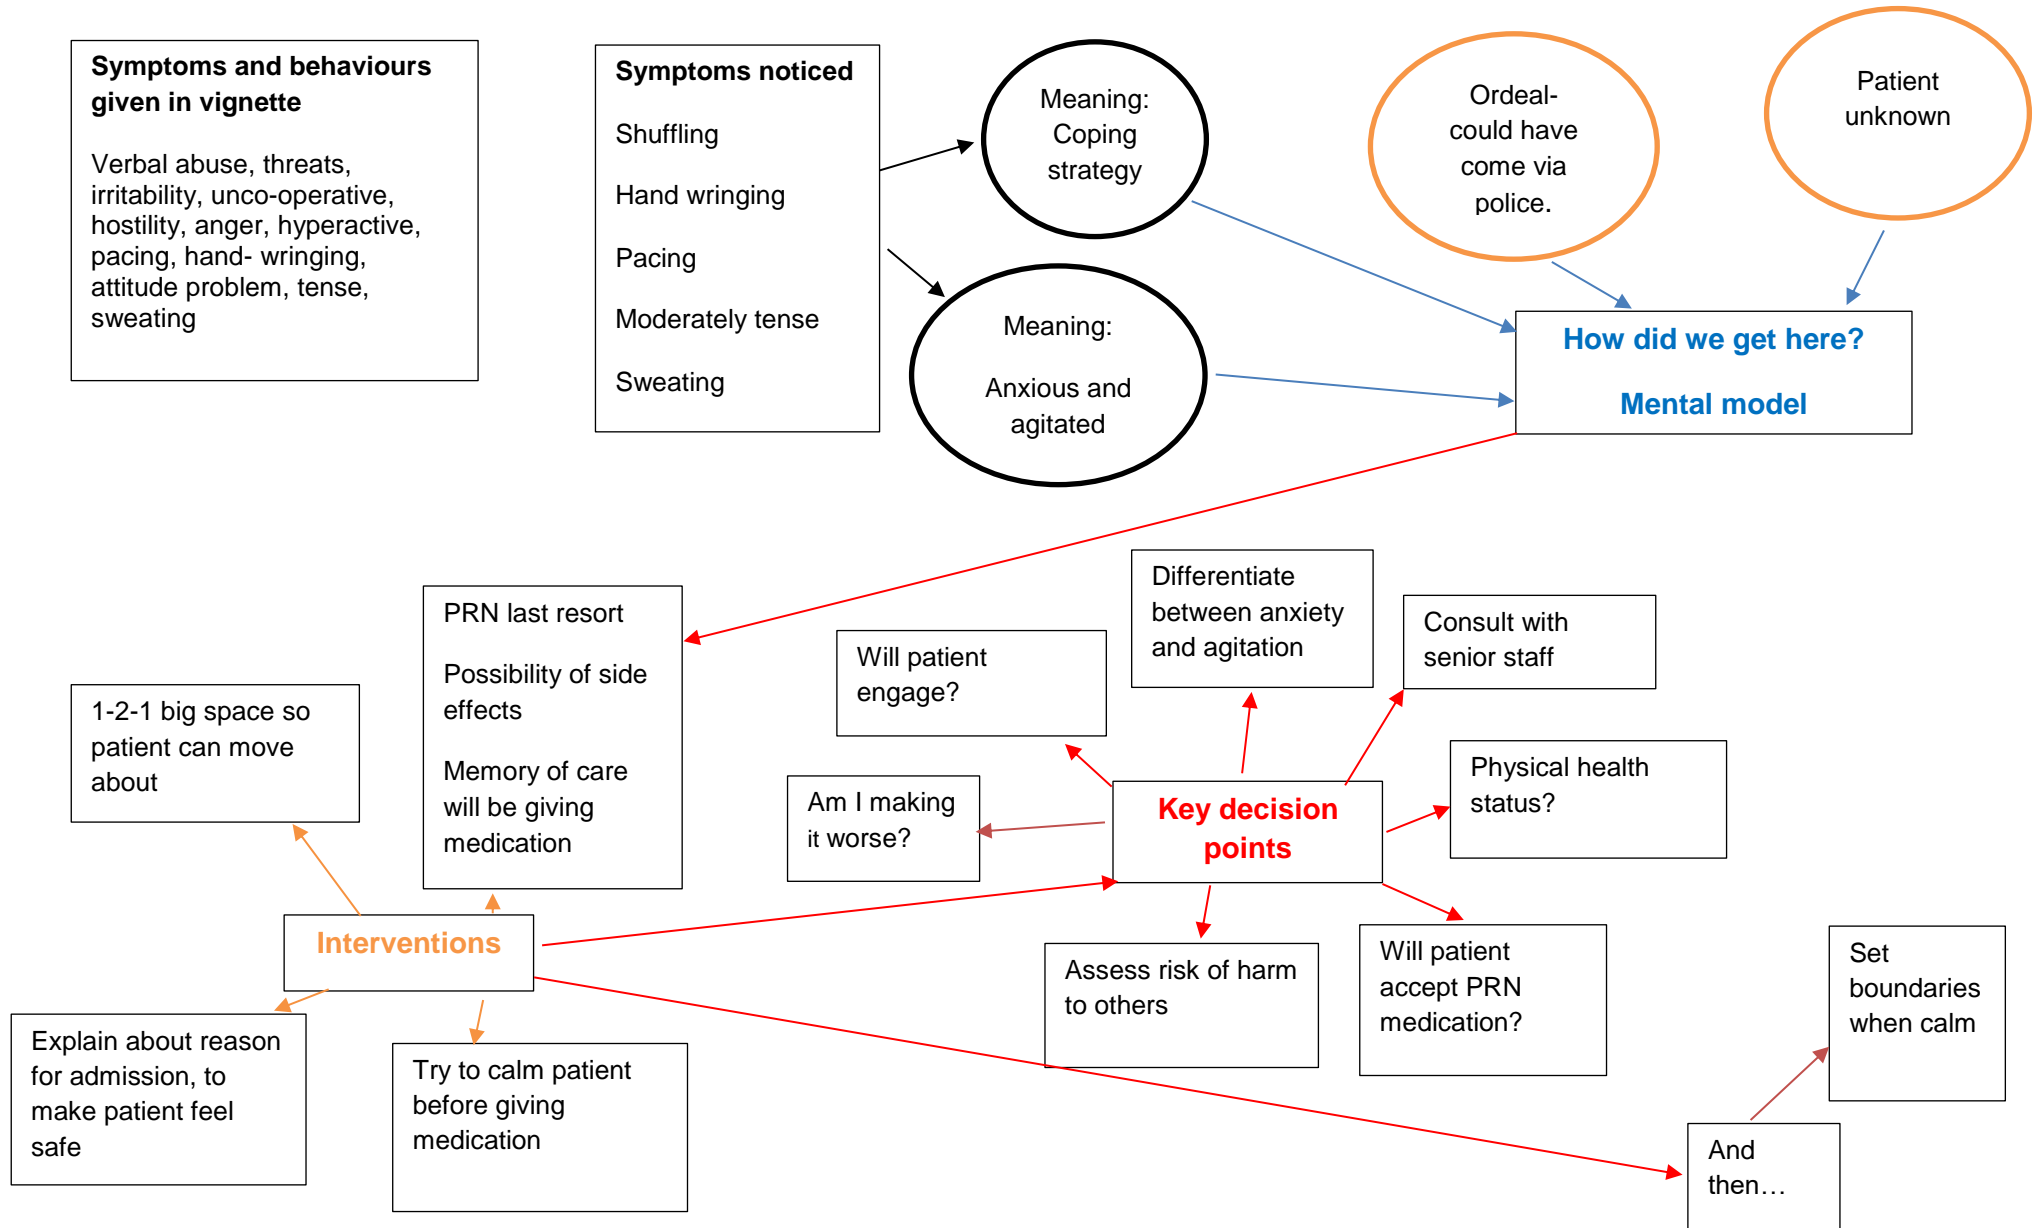 Symptoms and behaviours
given in vignette
Verbal abuse, threats,
irritability, unco-operative,
hostility, anger, hyperactive,
pacing, hand- wringing,
attitude problem, tense,
sweating
Symptoms noticed
Shuffling
Hand wringing
Pacing
Moderately tense
Sweating
Meaning:
Coping
strategy
Meaning:
Anxious and
agitated
Ordeal-
could have
come via
police.
Patient
unknown
How did we get here?
Mental model
PRN last resort
Possibility of side
effects
Memory of care
will be giving
medication
1-2-1 big space so
patient can move
about
Interventions
Explain about reason
for admission, to
make patient feel
safe
Try to calm patient
before giving
medication
Will patient
engage?
Differentiate
between anxiety
and agitation
Consult with
senior staff
Am I making
it worse?
Key decision
points
Physical health
status?
Assess risk of harm
to others
Will patient
accept PRN
medication?
Set
boundaries
when calm
And
then…